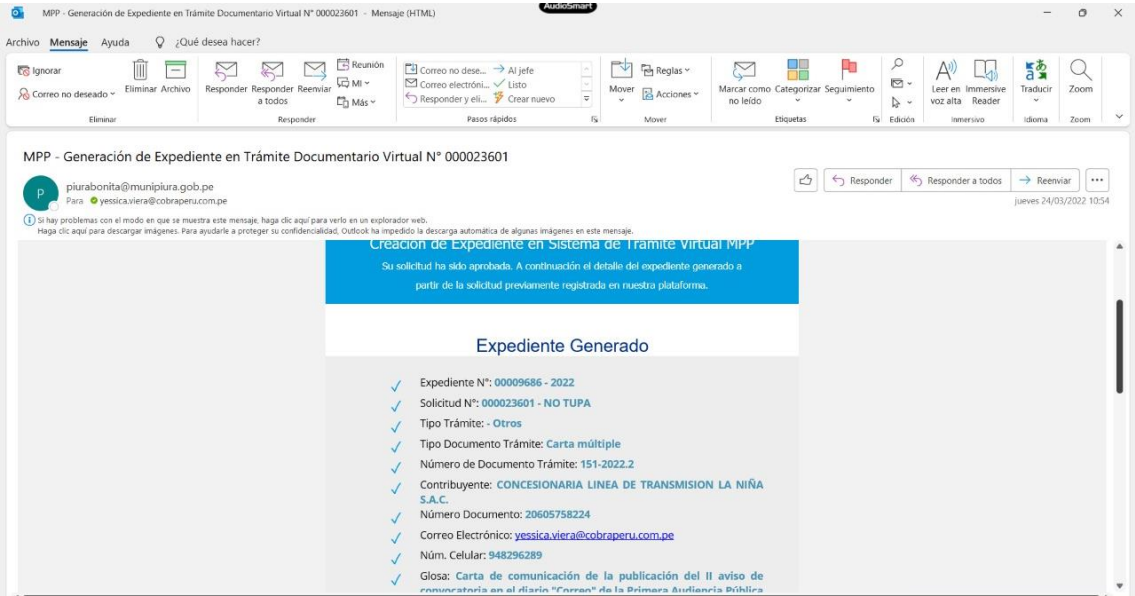 AudioSmart
MPP - Generación de Expediente en Trámite Documentario Virtual N° 000023601 - Mensaje (HTML)
Archivo Mensaje Ayuda ¿Qué desea hacer?
Ignorar
Correo no deseado
Eliminar Archivo
Eliminar
Responder Responder a todos Reenviar
Reunión
MI
Más
Responder
Correo no dese... Al jefe
Correo electróni... Listo
Responder y eli... Crear nuevo
Pasos rápidos
Mover
Reglas
Acciones
Mover
Marcar como no leído Categorizar Seguimiento
Etiquetas
Edición
Leer en voz alta Immersive Reader
Inmersivo
Traducir
Idioma
Zoom
Zoom
MPP - Generación de Expediente en Trámite Documentario Virtual N° 000023601
P
piurabonita@munipiura.gob.pe
Para yessica.viera@cobraperu.com.pe
Responder Responder a todos Reenviar
jueves 24/03/2022 10:54
Si hay problemas con el modo en que se muestra este mensaje, haga clic aquí para verlo en un explorador web.
Haga clic aquí para descargar imágenes. Para ayudarle a proteger su confidencialidad, Outlook ha impedido la descarga automática de algunas imágenes en este mensaje.
Creación de Expediente en Sistema de Trámite Virtual MPP
Su solicitud ha sido aprobada. A continuación el detalle del expediente generado a
partir de la solicitud previamente registrada en nuestra plataforma.
Expediente Generado
Expediente N°: 00009686 - 2022
Solicitud N°: 000023601 - NO TUPA
Tipo Trámite: - Otros
Tipo Documento Trámite: Carta múltiple
Número de Documento Trámite: 151-2022.2
Contribuyente: CONCESIONARIA LINEA DE TRANSMISION LA NIÑA
S.A.C.
Número Documento: 20605758224
Correo Electrónico: yessica.viera@cobraperu.com.pe
Núm. Celular: 948296289
Glosa: Carta de comunicación de la publicación del II aviso de
convocatoria en el diario "Correo" de la Primera Audiencia Pública